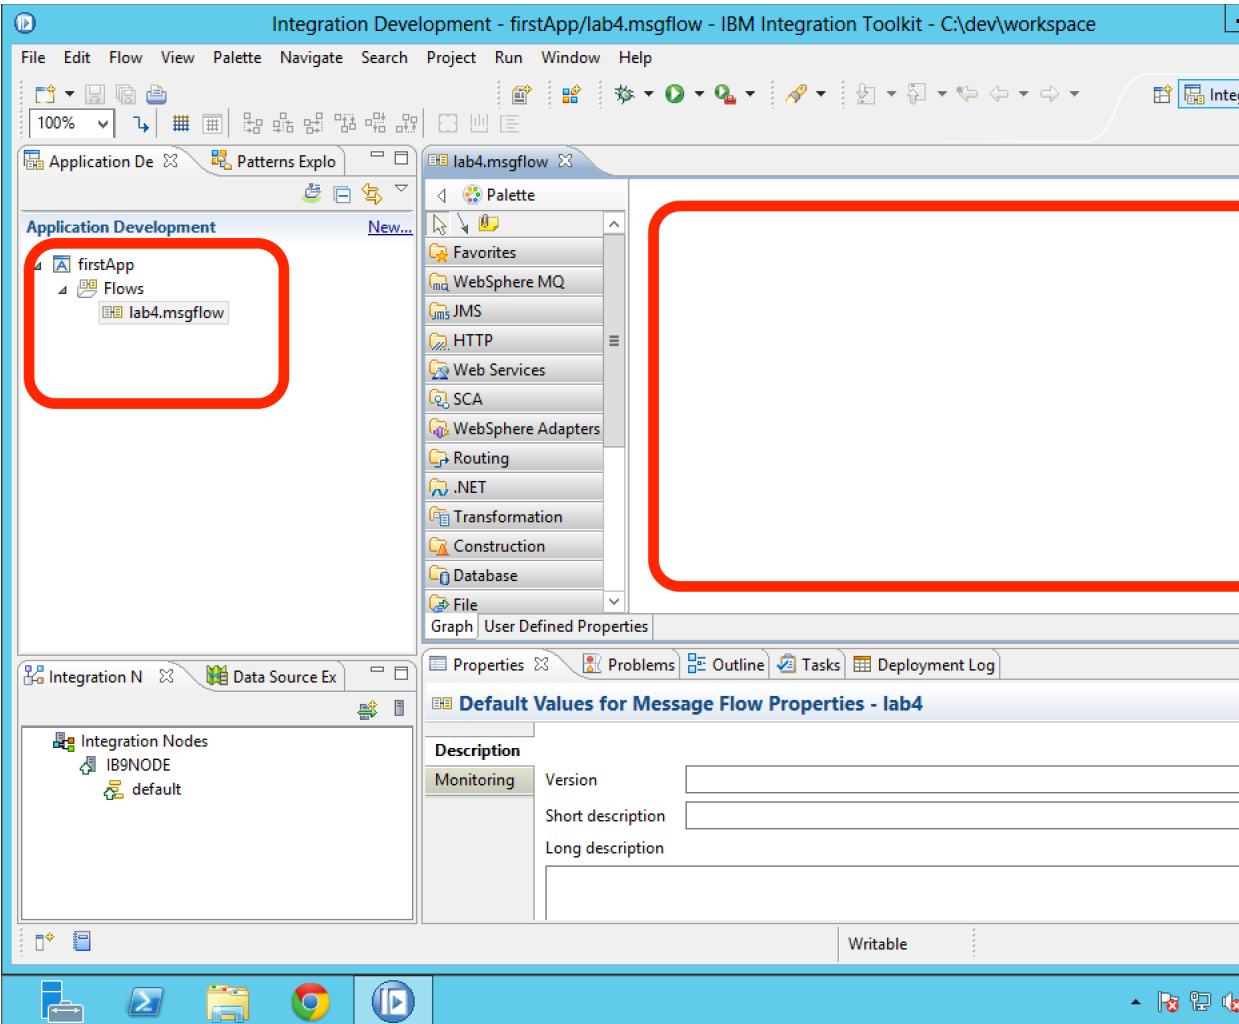 Integration Development - firstApp/lab4.msgflow - IBM Integration Toolkit - C:\dev\workspace
File Edit Flow View Palette Navigate Search Project Run Window Help
Integ
100%
Application De
Patterns Explo
lab4.msgflow
Palette
Application Development
New...
firstApp
Flows
lab4.msgflow
Favorites
WebSphere MQ
JMS
HTTP
Web Services
SCA
WebSphere Adapters
Routing
.NET
Transformation
Construction
Database
File
Graph
User Defined Properties
Integration N
Data Source Ex
Integration Nodes
IB9NODE
default
Properties
Problems
Outline
Tasks
Deployment Log
Default Values for Message Flow Properties - lab4
Description
Monitoring
Version
Short description
Long description
Writable